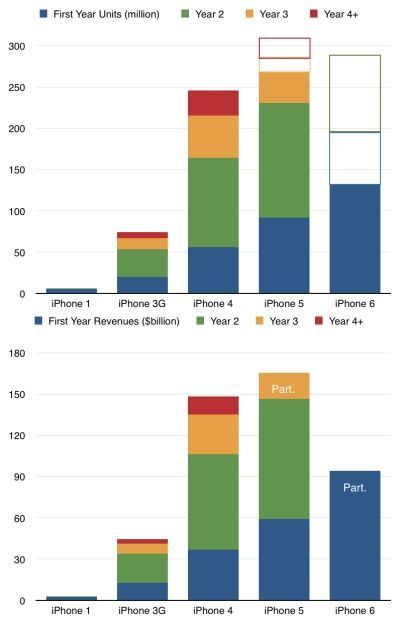 First Year Units (million) Year 2 Year 3 Year 4+
300
250
200
150
100
50
0
iPhone 1 iPhone 3G iPhone 4 iPhone 5 iPhone 6
First Year Revenues ($billion) Year 2 Year 3 Year 4+
180
150
Part.
120
90
Part.
60
30
0
iPhone 1 iPhone 3G iPhone 4 iPhone 5 iPhone 6